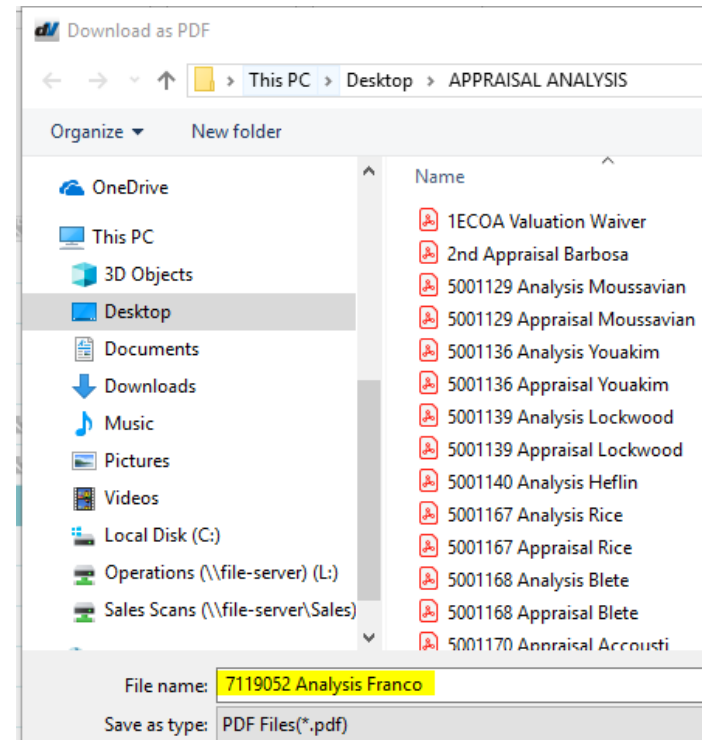 Download as PDF
This PC > Desktop > APPRAISAL ANALYSIS
Organize
New folder
OneDrive
This PC
3D Objects
Desktop
Documents
Downloads
Music
Pictures
Videos
Local Disk (C:)
Operations (\\file-server) (L:)
Sales Scans (\\file-server\Sales)
Name
1ECOA Valuation Waiver
2nd Appraisal Barbosa
5001129 Analysis Moussavian
5001129 Appraisal Moussavian
5001136 Analysis Youakim
5001136 Appraisal Youakim
5001139 Analysis Lockwood
5001139 Appraisal Lockwood
5001140 Analysis Heflin
5001167 Analysis Rice
5001167 Appraisal Rice
5001168 Analysis Blete
5001168 Appraisal Blete
5001170 Appraisal Accousti
File name: 7119052 Analysis Franco
Save as type: PDF Files(*.pdf)